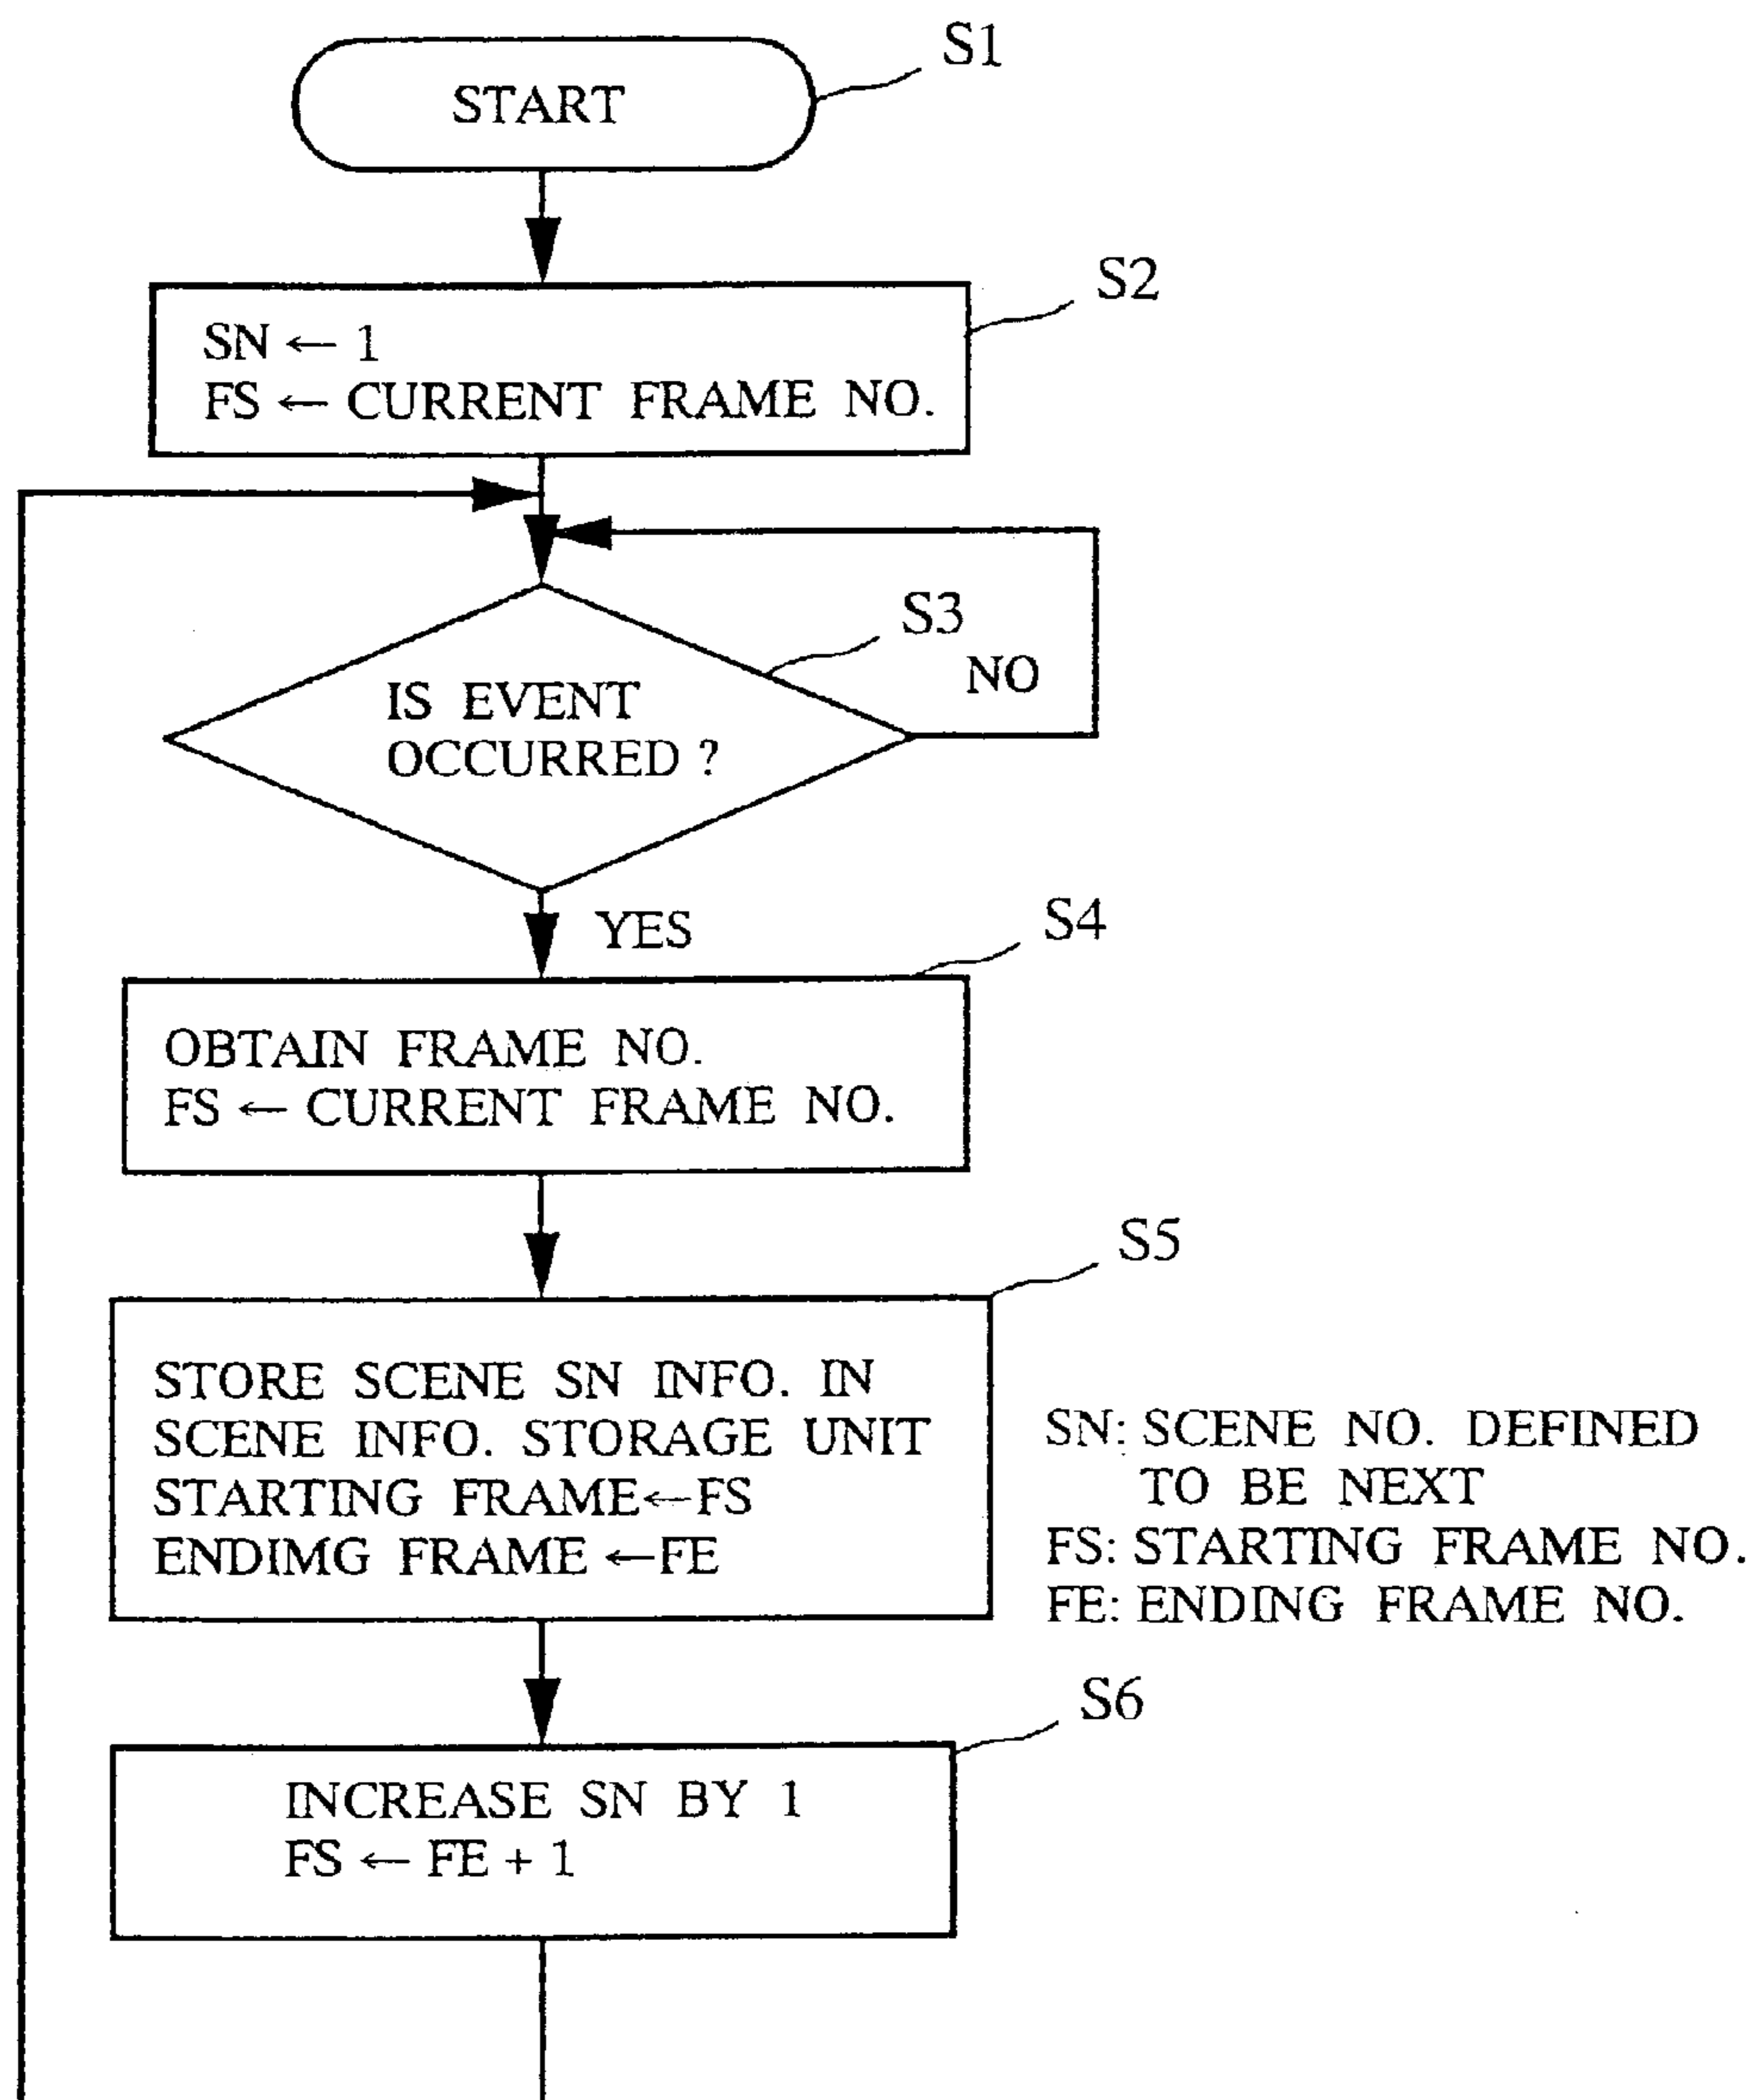 S1
START
S2
SN ← 1
FS ← CURRENT FRAME NO.
S3
NO
IS EVENT
OCCURRED ?
YES
S4
OBTAIN FRAME NO.
FS ← CURRENT FRAME NO.
S5
STORE SCENE SN INFO. IN
SCENE INFO. STORAGE UNIT
STARTING FRAME←FS
ENDIMG FRAME ←FE
SN: SCENE NO. DEFINED
TO BE NEXT
FS: STARTING FRAME NO.
FE: ENDING FRAME NO.
S6
INCREASE SN BY 1
FS ← FE + 1